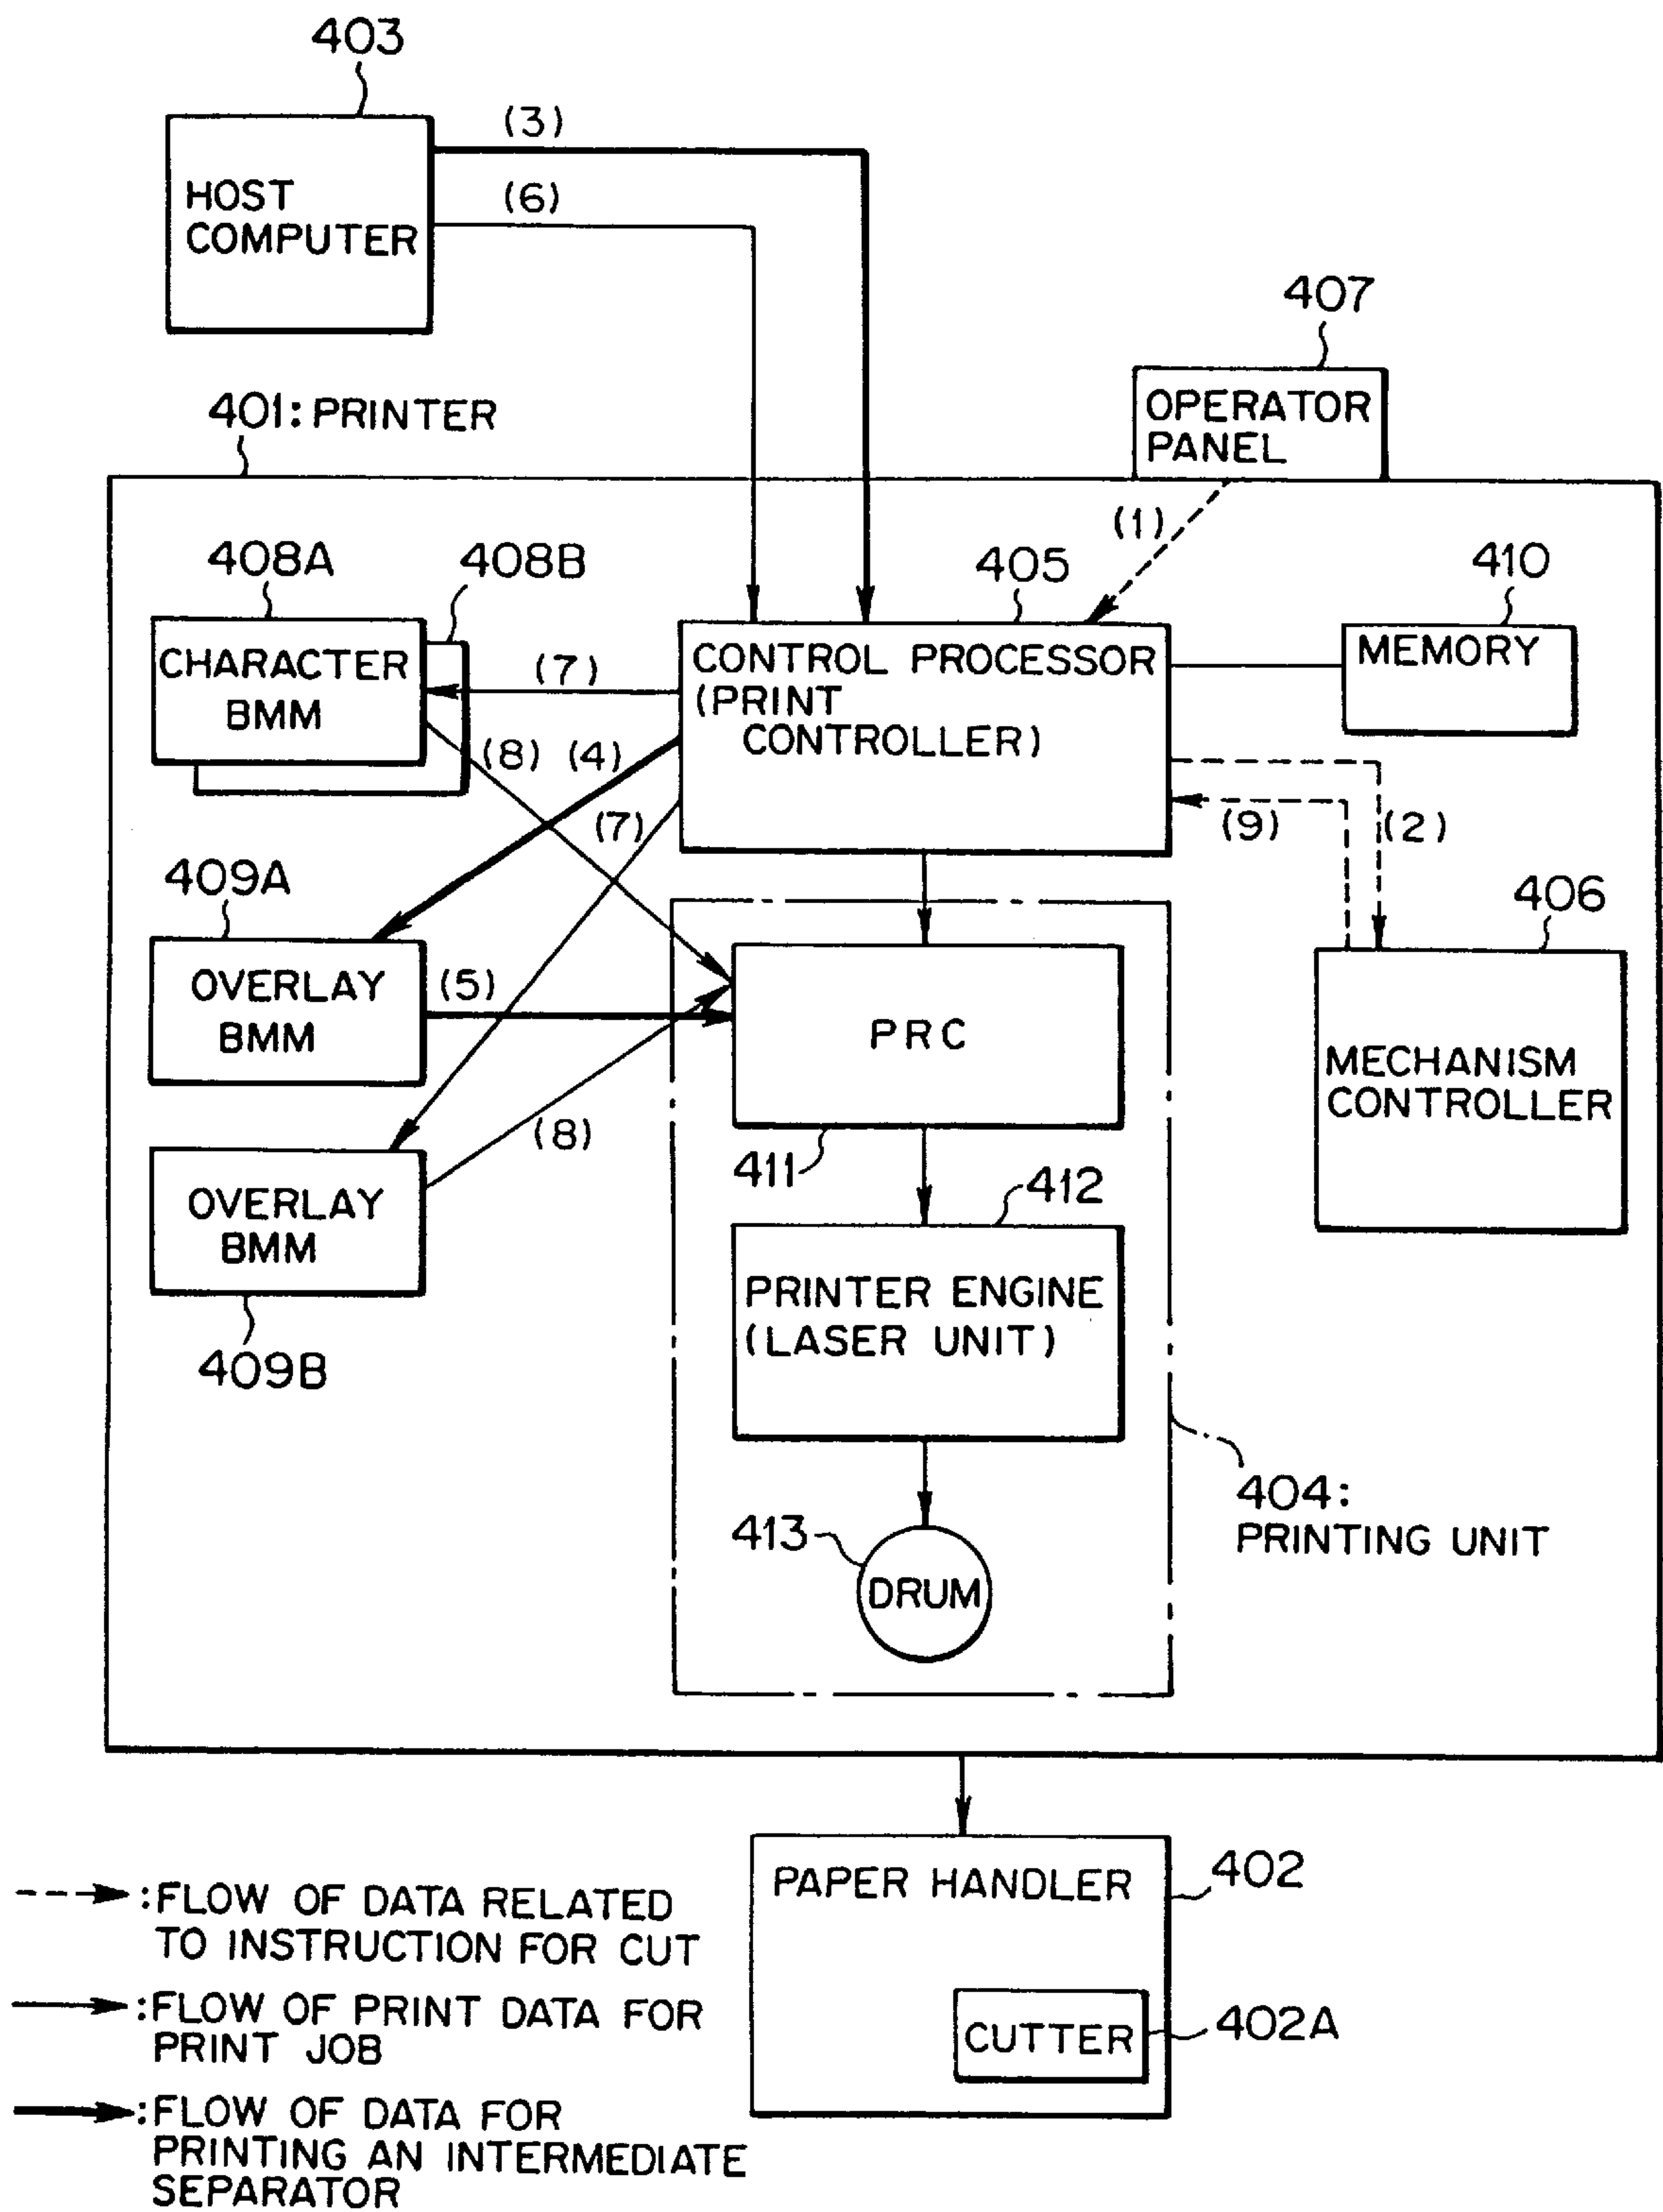 403
(3)
HOST
COMPUTER
(6)
407
OPERATOR
PANEL
401: PRINTER
(1)
408A
408B
405
410
CHARACTER
BMM
(7)
CONTROL PROCESSOR
(PRINT
CONTROLLER)
MEMORY
(8)
(4)
(7)
(9)
(2)
409A
406
OVERLAY
BMM
(5)
PRC
MECHANISM
CONTROLLER
(8)
411
412
OVERLAY
BMM
409B
PRINTER ENGINE
(LASER UNIT)
404:
PRINTING UNIT
413
DRUM
PAPER HANDLER
402
CUTTER
402A
:FLOW OF DATA RELATED
TO INSTRUCTION FOR CUT
:FLOW OF PRINT DATA FOR
PRINT JOB
:FLOW OF DATA FOR
PRINTING AN INTERMEDIATE
SEPARATOR